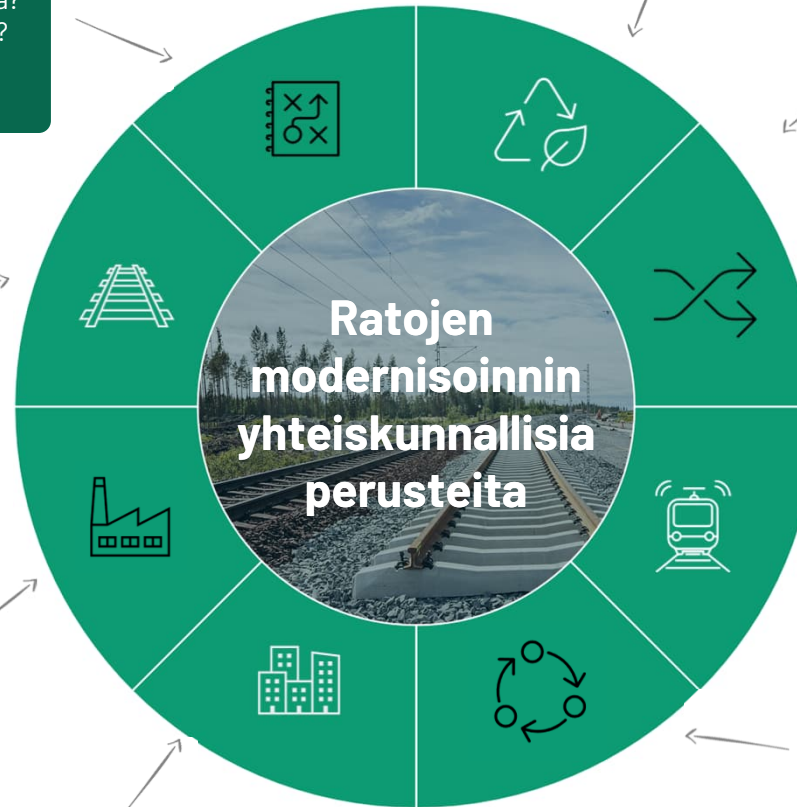 ?
Ratojen
modernisoinnin
yhteiskunnallisia
perusteita